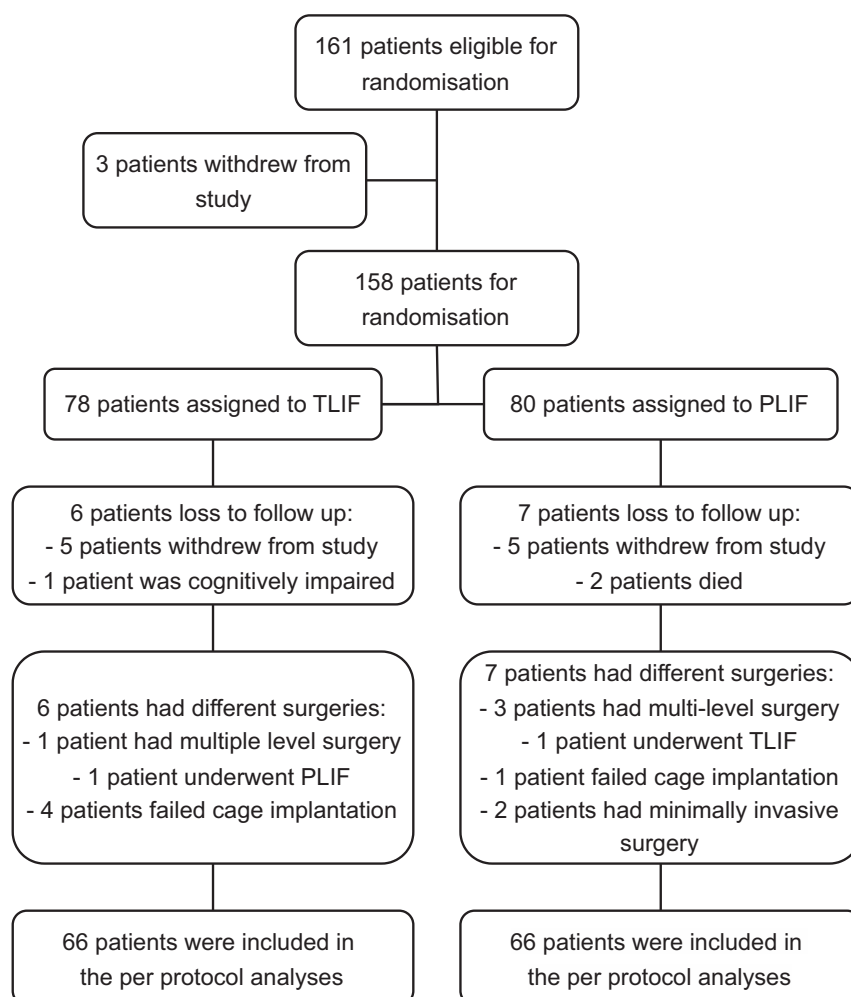 161 patients eligible for
randomisation
3 patients withdrew from
study
158 patients for
randomisation
78 patients assigned to TLIF
80 patients assigned to PLIF
6 patients loss to follow up:
- 5 patients withdrew from study
- 1 patient was cognitively impaired
7 patients loss to follow up:
- 5 patients withdrew from study
- 2 patients died
6 patients had different surgeries:
- 1 patient had multiple level surgery
- 1 patient underwent PLIF
- 4 patients failed cage implantation
7 patients had different surgeries:
- 3 patients had multi-level surgery
- 1 patient underwent TLIF
- 1 patient failed cage implantation
- 2 patients had minimally invasive
surgery
66 patients were included in
the per protocol analyses
66 patients were included in
the per protocol analyses